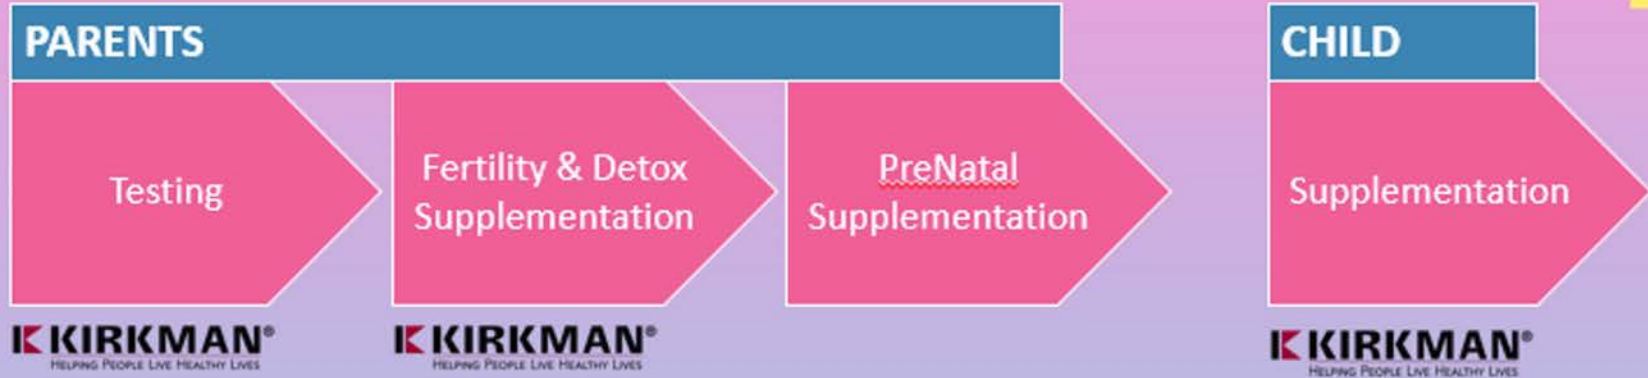 PARENTS
CHILD
Testing
Fertility & Detox
Supplementation
PreNatal
Supplementation
Supplementation
KIRKMAN®
HELPING PEOPLE LIVE HEALTHY LIVES
KIRKMAN®
HELPING PEOPLE LIVE HEALTHY LIVES
KIRKMAN®
HELPING PEOPLE LIVE HEALTHY LIVES